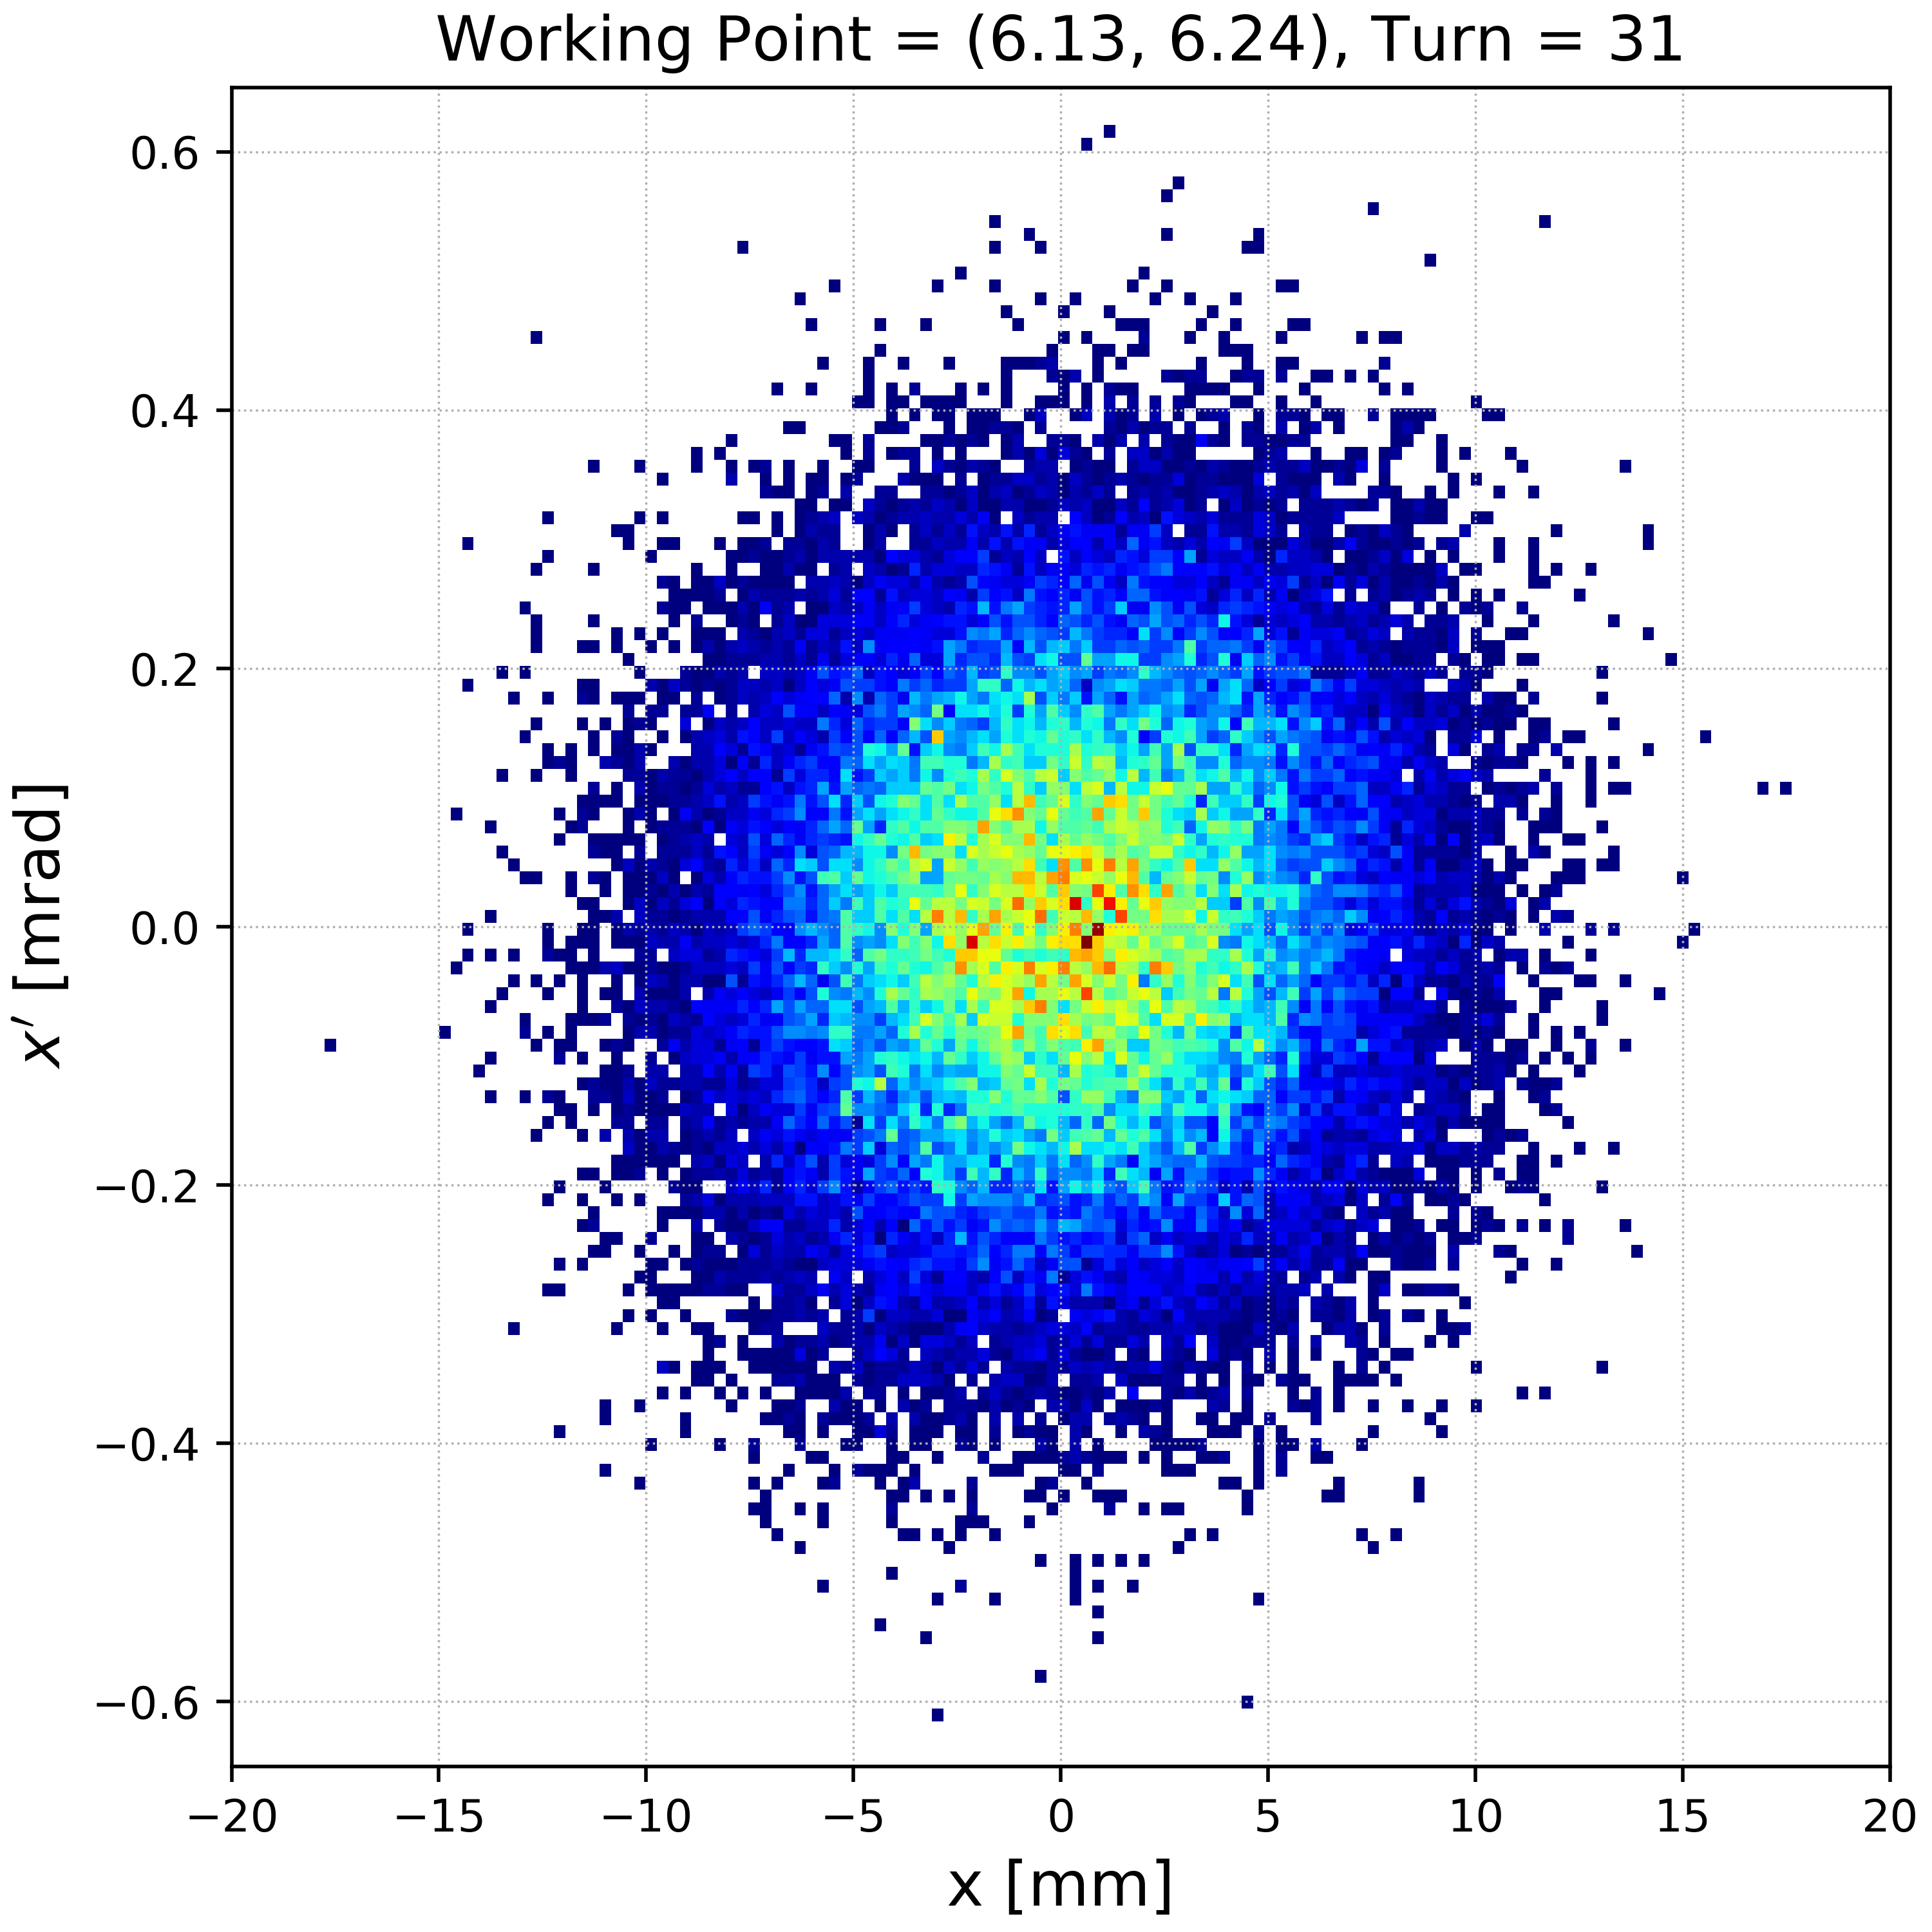 Working Point = (6.13, 6.24), Turn = 31
0.6
0.4
0.2
0.0
−0.2
−0.4
−0.6
x′ [mrad]
−20 −15 −10 −5 0 5 10 15 20
x [mm]